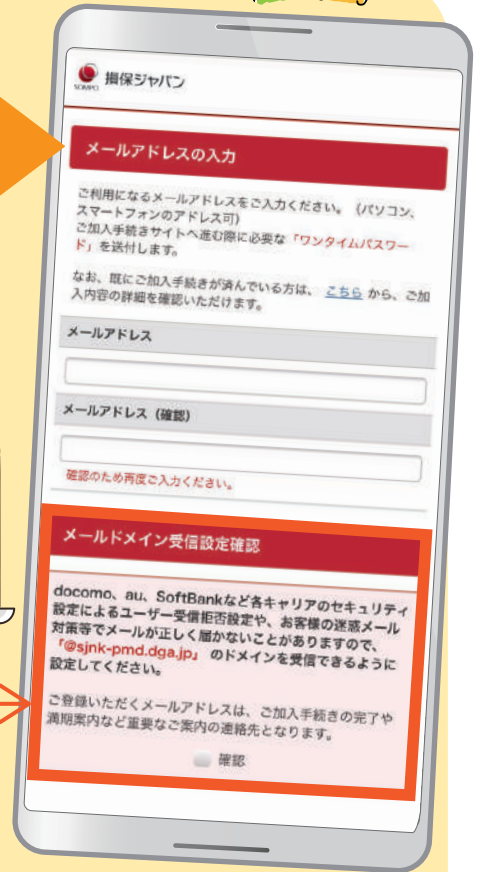 SOMPO 損保ジャパン
メールアドレスの入力
ご利用になるメールアドレスをご入力ください。（パソコン、
スマートフォンのアドレス可）
ご加入手続きサイトへ進む際に必要な「ワンタイムパスワー
ド」を送付します。
なお、既にご加入手続きが済んでいる方は、 こちら から、ご加
入内容の詳細を確認いただけます。
メールアドレス
メールアドレス（確認）
確認のため再度ご入力ください。
メールドメイン受信設定確認
docomo、au、SoftBankなど各キャリアのセキュリティ
設定によるユーザー受信拒否設定や、お客様の迷惑メール
対策等でメールが正しく届かないことがありますので、
「@sjnk-pmd.dga.jp」 のドメインを受信できるように
設定してください。
ご登録いただくメールアドレスは、ご加入手続きの完了や
満期案内など重要なご案内の連絡先となります。
確認